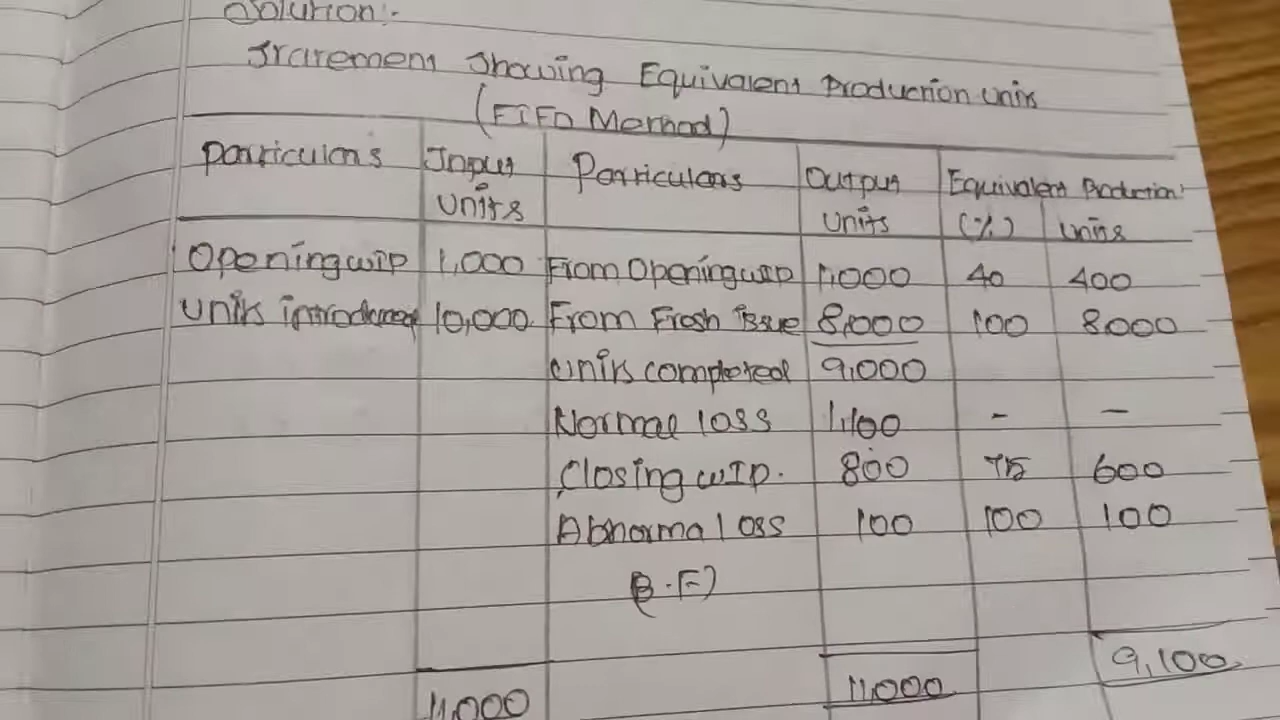 Solution:-
Statement Showing Equivalent Production units
(FIFO Method)
Particulars Input Units Particulars Output Units Equivalent Production
(%) Units
Opening WIP 1,000 From Opening WIP 1,000 40 400
Units introduced 10,000 From Fresh issue 8,000 100 8000
Units completed 9,000
Normal loss 1,100 - -
Closing WIP. 800 75 600
Abnormal loss 100 100 100
(B.F)
11,000 11,000 9,100